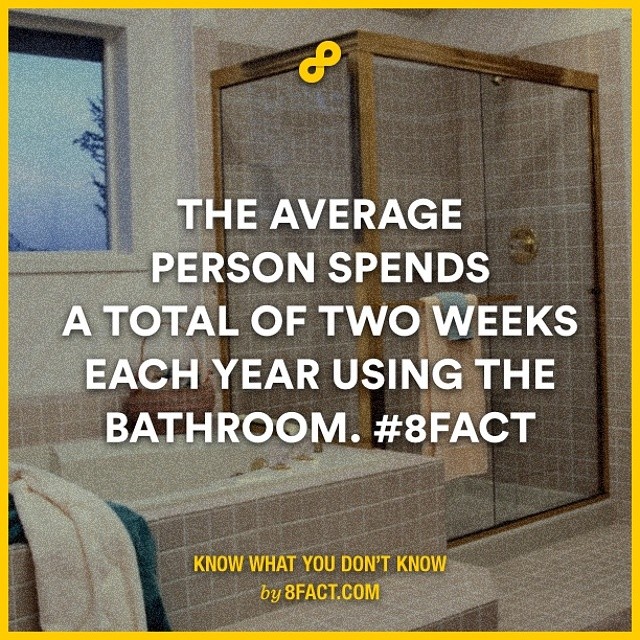 THE AVERAGE
PERSON SPENDS
A TOTAL OF TWO WEEKS
EACH YEAR USING THE
BATHROOM. #8FACT
KNOW WHAT YOU DON'T KNOW
by 8FACT.COM